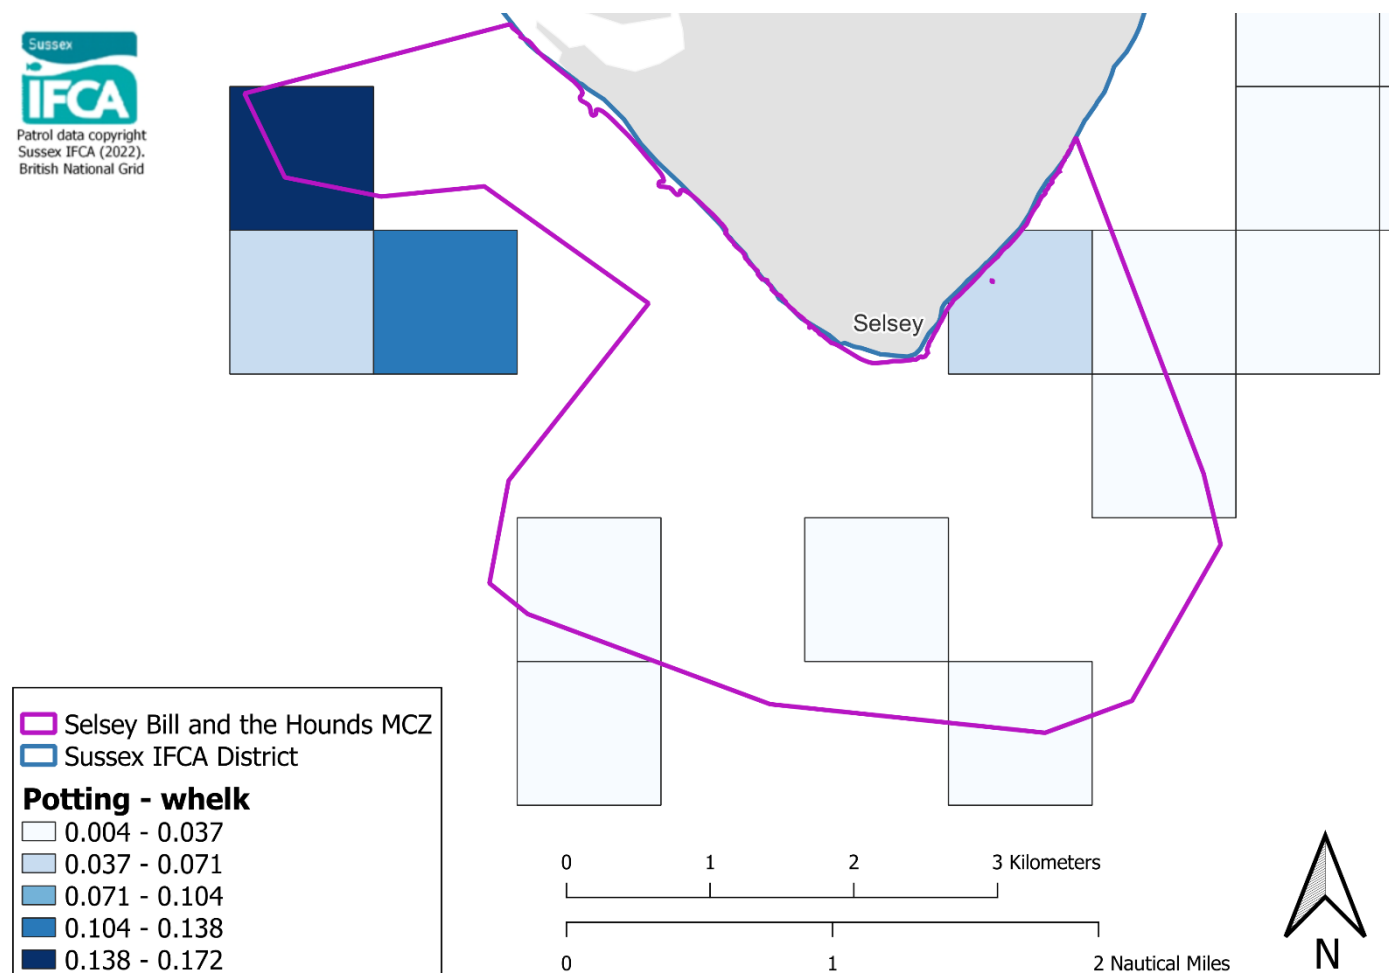 Sussex
IFCA
Patrol data copyright
Sussex IFCA (2022).
British National Grid
Selsey
Selsey Bill and the Hounds MCZ
Sussex IFCA District
Potting - whelk
0.004 - 0.037
0.037 - 0.071
0.071 - 0.104
0.104 - 0.138
0.138 - 0.172
0 1 2 3 Kilometers
0 1 2 Nautical Miles
N